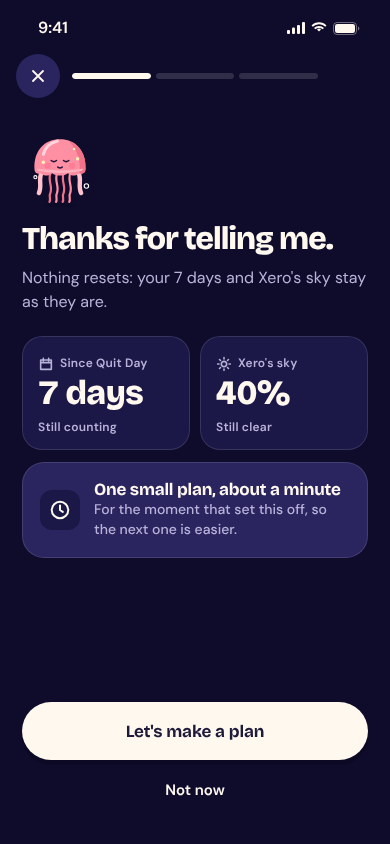 9:41
Thanks for telling me.
Nothing resets: your 7 days and Xero's sky stay
as they are.
Since Quit Day
7 days
Still counting
Xero's sky
40%
Still clear
One small plan, about a minute
For the moment that set this off, so
the next one is easier.
Let's make a plan
Not now